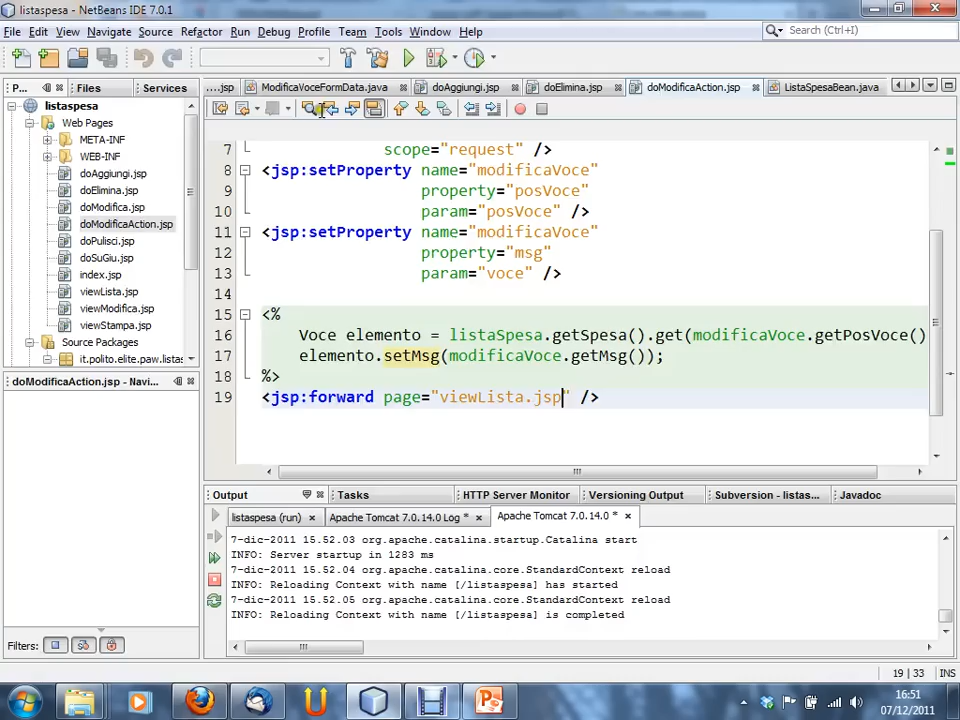 listaspesa - NetBeans IDE 7.0.1
File Edit View Navigate Source Refactor Run Debug Profile Team Tools Window Help
Search (Ctrl+I)
P... Files Services
...jsp ModificaVoceFormData.java doAggiungi.jsp doElimina.jsp doModificaAction.jsp ListaSpesaBean.java
listaspesa
Web Pages
META-INF
WEB-INF
doAggiungi.jsp
doElimina.jsp
doModifica.jsp
doModificaAction.jsp
doPulisci.jsp
doSuGiu.jsp
index.jsp
viewLista.jsp
viewModifica.jsp
viewStampa.jsp
Source Packages
it.polito.elite.paw.listas
doModificaAction.jsp - Navi...
Filters:
7 scope="request" />
8 <jsp:setProperty name="modificaVoce"
9 property="posVoce"
10 param="posVoce" />
11 <jsp:setProperty name="modificaVoce"
12 property="msg"
13 param="voce" />
14
15 <%
16 Voce elemento = listaSpesa.getSpesa().get(modificaVoce.getPosVoce()
17 elemento.setMsg(modificaVoce.getMsg());
18 %>
19 <jsp:forward page="viewLista.jsp" />
Output Tasks HTTP Server Monitor Versioning Output Subversion - listas... Javadoc
listaspesa (run) Apache Tomcat 7.0.14.0 Log * Apache Tomcat 7.0.14.0 *
7-dic-2011 15.52.03 org.apache.catalina.startup.Catalina start
INFO: Server startup in 1283 ms
7-dic-2011 15.52.04 org.apache.catalina.core.StandardContext reload
INFO: Reloading Context with name [/listaspesa] has started
7-dic-2011 15.52.05 org.apache.catalina.core.StandardContext reload
INFO: Reloading Context with name [/listaspesa] is completed
19 | 33 INS
16:51
07/12/2011